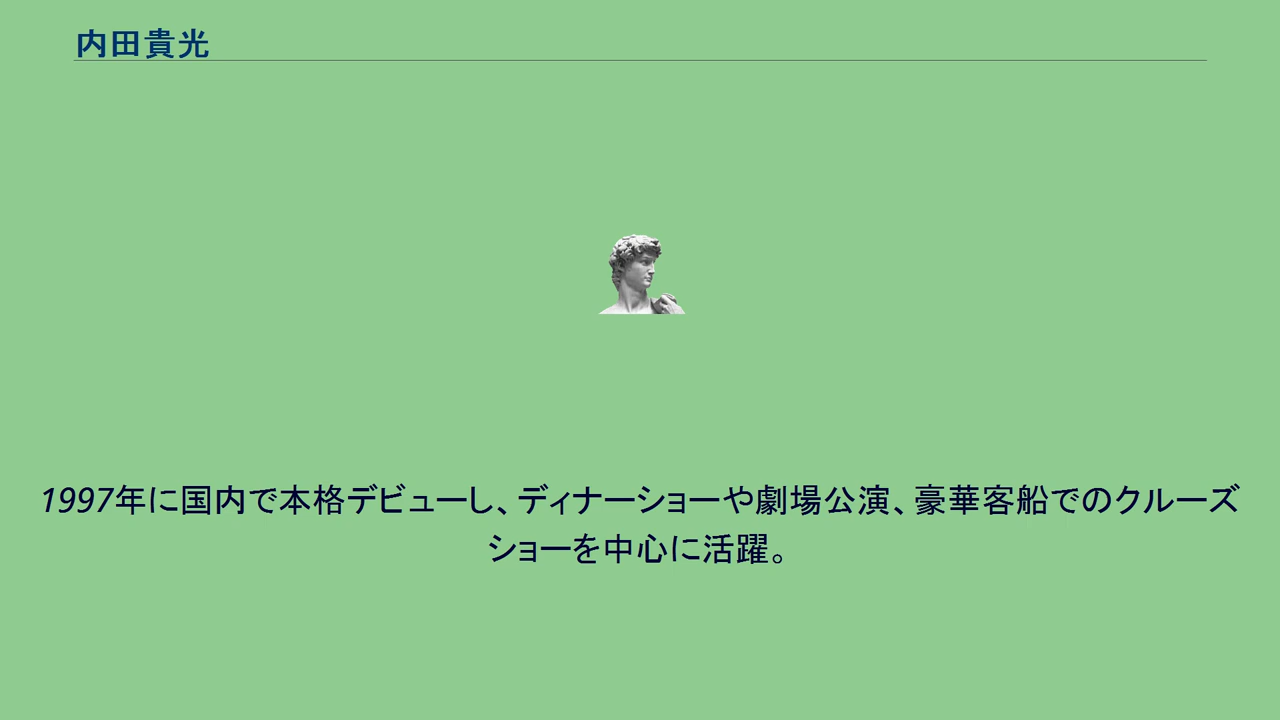 内田貴光
1997年に国内で本格デビューし、ディナーショーや劇場公演、豪華客船でのクルーズ
ショーを中心に活躍。